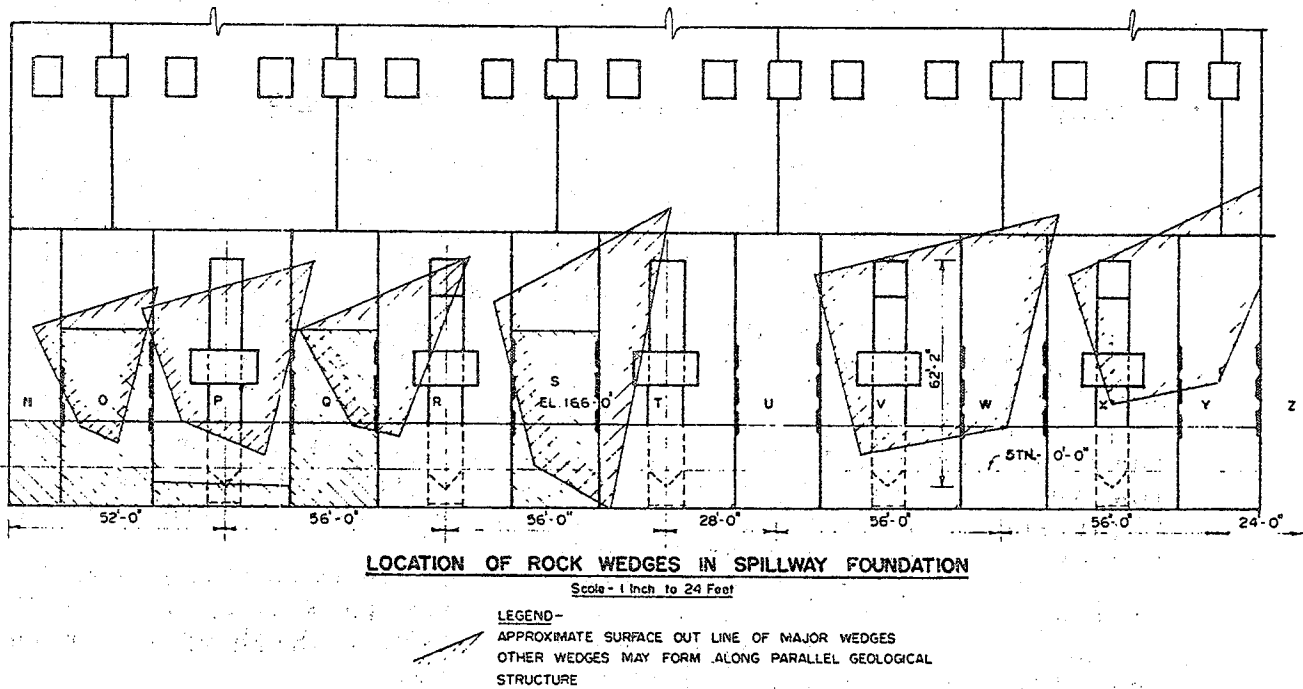 N O P Q R S EL. 166'-0" T U V 62'-2" W X Y Z
STN.- 0'-0"
52'-0" 56'-0" 56'-0" 28'-0" 56'-0" 56'-0" 24'-0"
LOCATION OF ROCK WEDGES IN SPILLWAY FOUNDATION
Scale - 1 Inch to 24 Feet
LEGEND-
APPROXIMATE SURFACE OUT LINE OF MAJOR WEDGES
OTHER WEDGES MAY FORM ALONG PARALLEL GEOLOGICAL
STRUCTURE